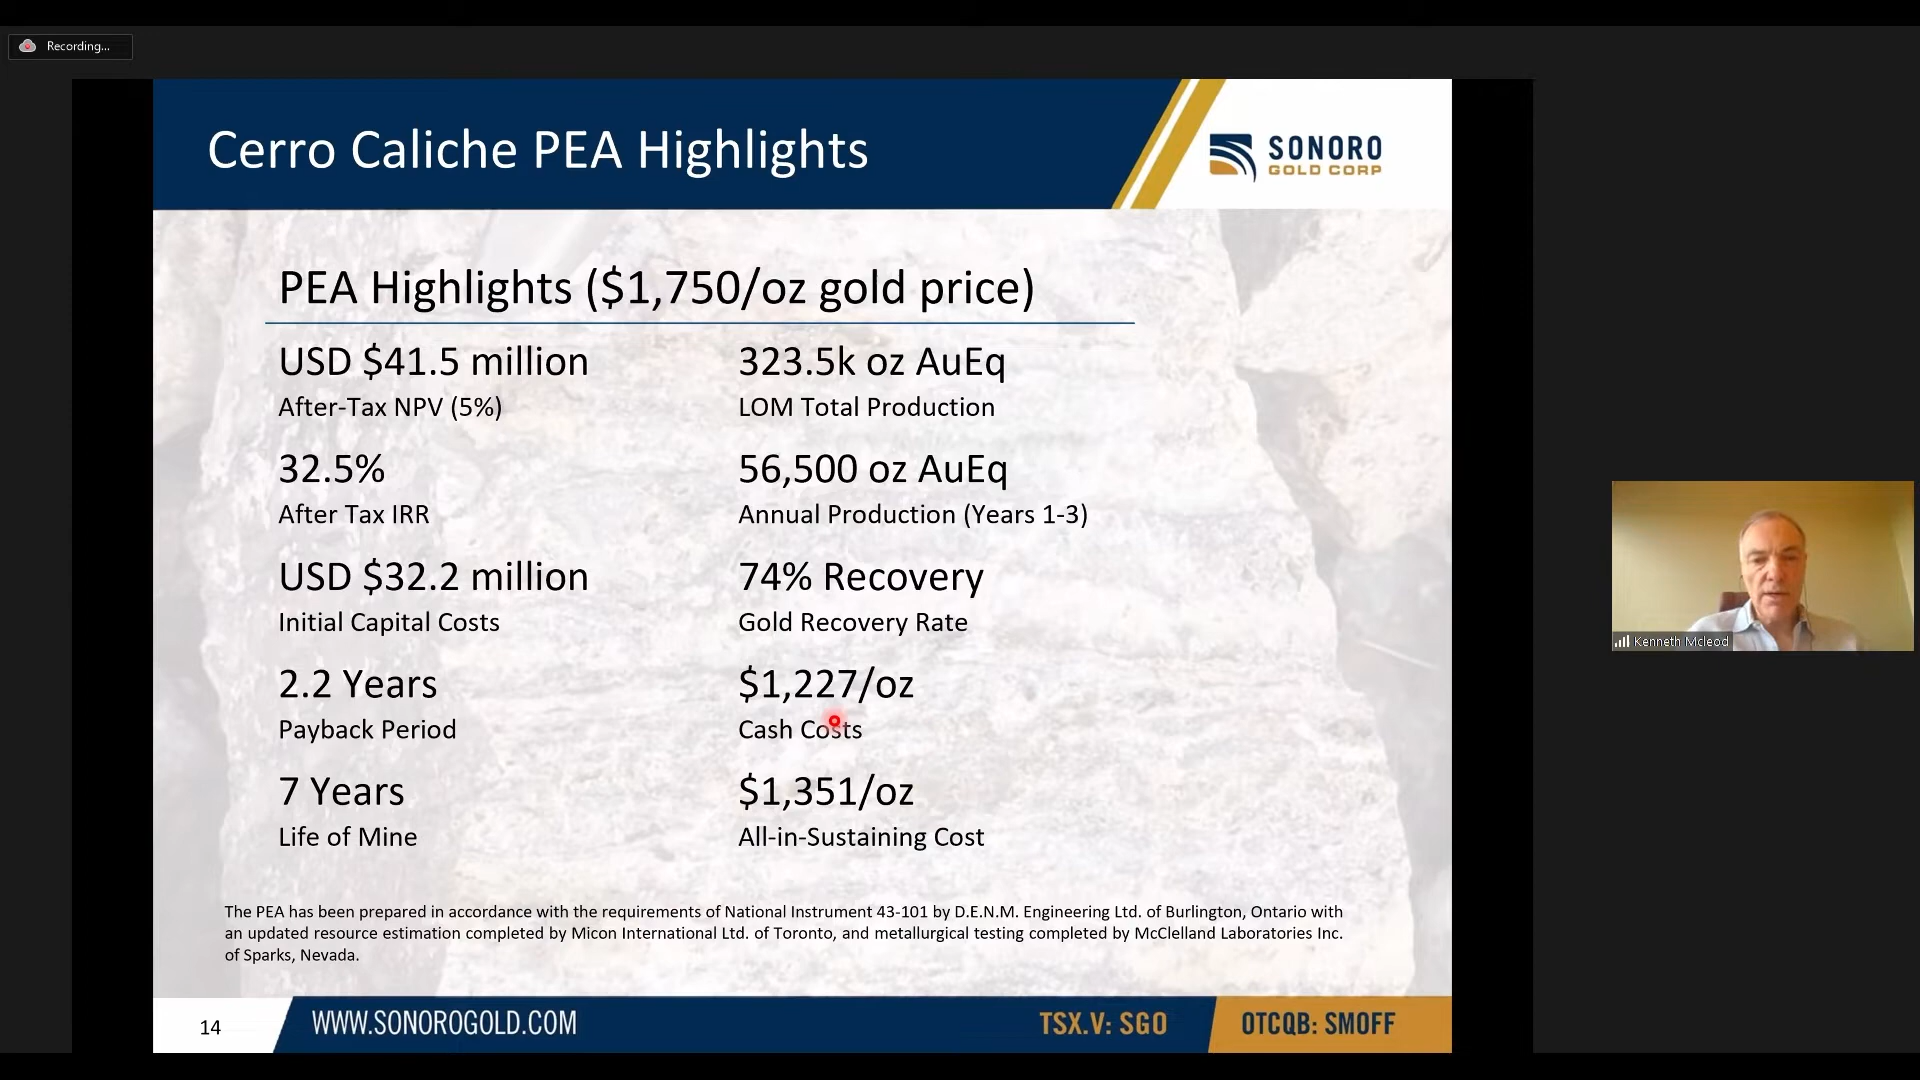 Recording...
Cerro Caliche PEA Highlights
SONORO
GOLD CORP
PEA Highlights ($1,750/oz gold price)
USD $41.5 million
After-Tax NPV (5%)
323.5k oz AuEq
LOM Total Production
32.5%
After Tax IRR
56,500 oz AuEq
Annual Production (Years 1-3)
USD $32.2 million
Initial Capital Costs
74% Recovery
Gold Recovery Rate
2.2 Years
Payback Period
$1,227/oz
Cash Costs
7 Years
Life of Mine
$1,351/oz
All-in-Sustaining Cost
The PEA has been prepared in accordance with the requirements of National Instrument 43-101 by D.E.N.M. Engineering Ltd. of Burlington, Ontario with
an updated resource estimation completed by Micon International Ltd. of Toronto, and metallurgical testing completed by McClelland Laboratories Inc.
of Sparks, Nevada.
14
WWW.SONOROGOLD.COM
TSX.V: SGO
OTCQB: SMOFF
Kenneth Mcleod